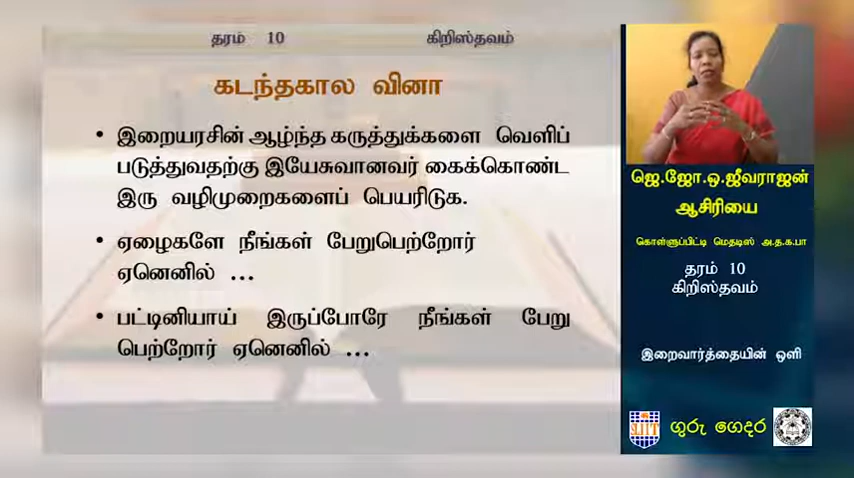 தரம் 10 கிறிஸ்தவம்
கடந்தகால வினா
• இறையரசின் ஆழ்ந்த கருத்துக்களை வெளிப்
படுத்துவதற்கு இயேசுவானவர் கைக்கொண்ட
இரு வழிமுறைகளைப் பெயரிடுக.
• ஏழைகளே நீங்கள் பேறுபெற்றோர்
ஏனெனில் ...
• பட்டினியாய் இருப்போரே நீங்கள் பேறு
பெற்றோர் ஏனெனில் ...
ஜெ.ஜோ.ஒ.ஜீவராஜன்
ஆசிரியை
கொள்ளுப்பிட்டி மெதடிஸ் அ.த.க.பா
தரம் 10
கிறிஸ்தவம்
இறைவார்த்தையின் ஒளி
SLIIT ගුරු ගෙදර